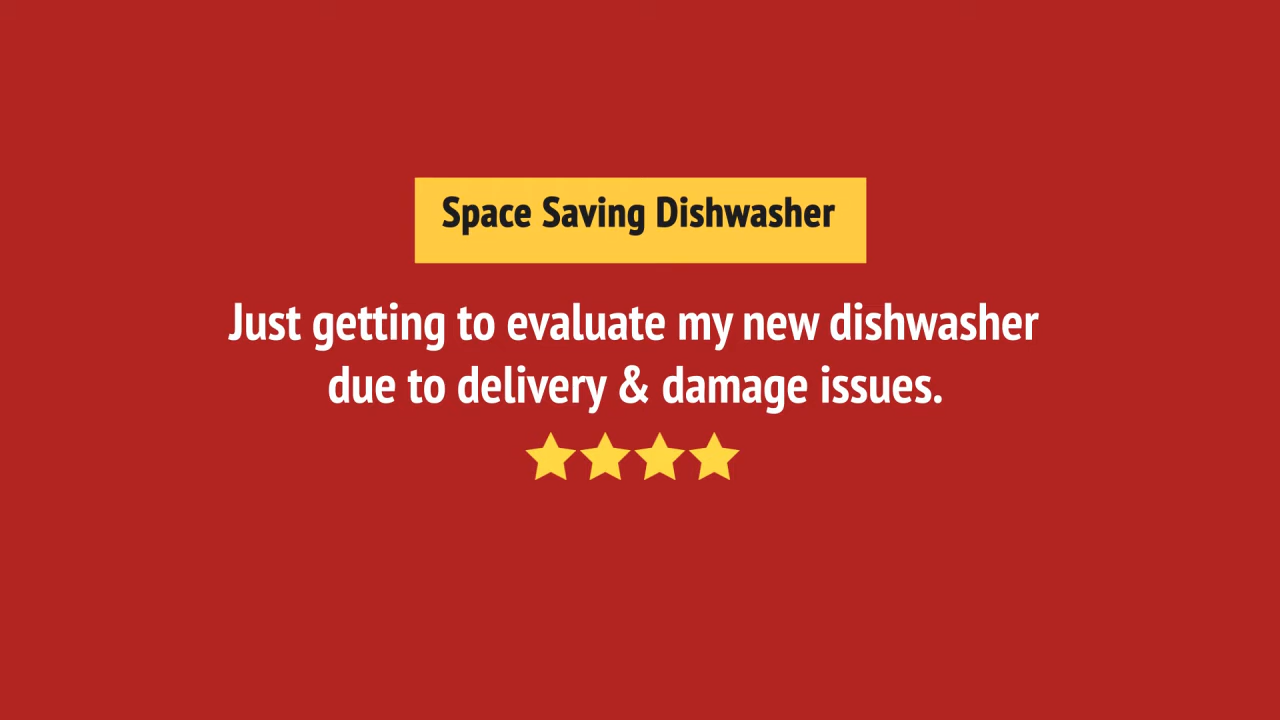 Space Saving Dishwasher
Just getting to evaluate my new dishwasher
due to delivery & damage issues.